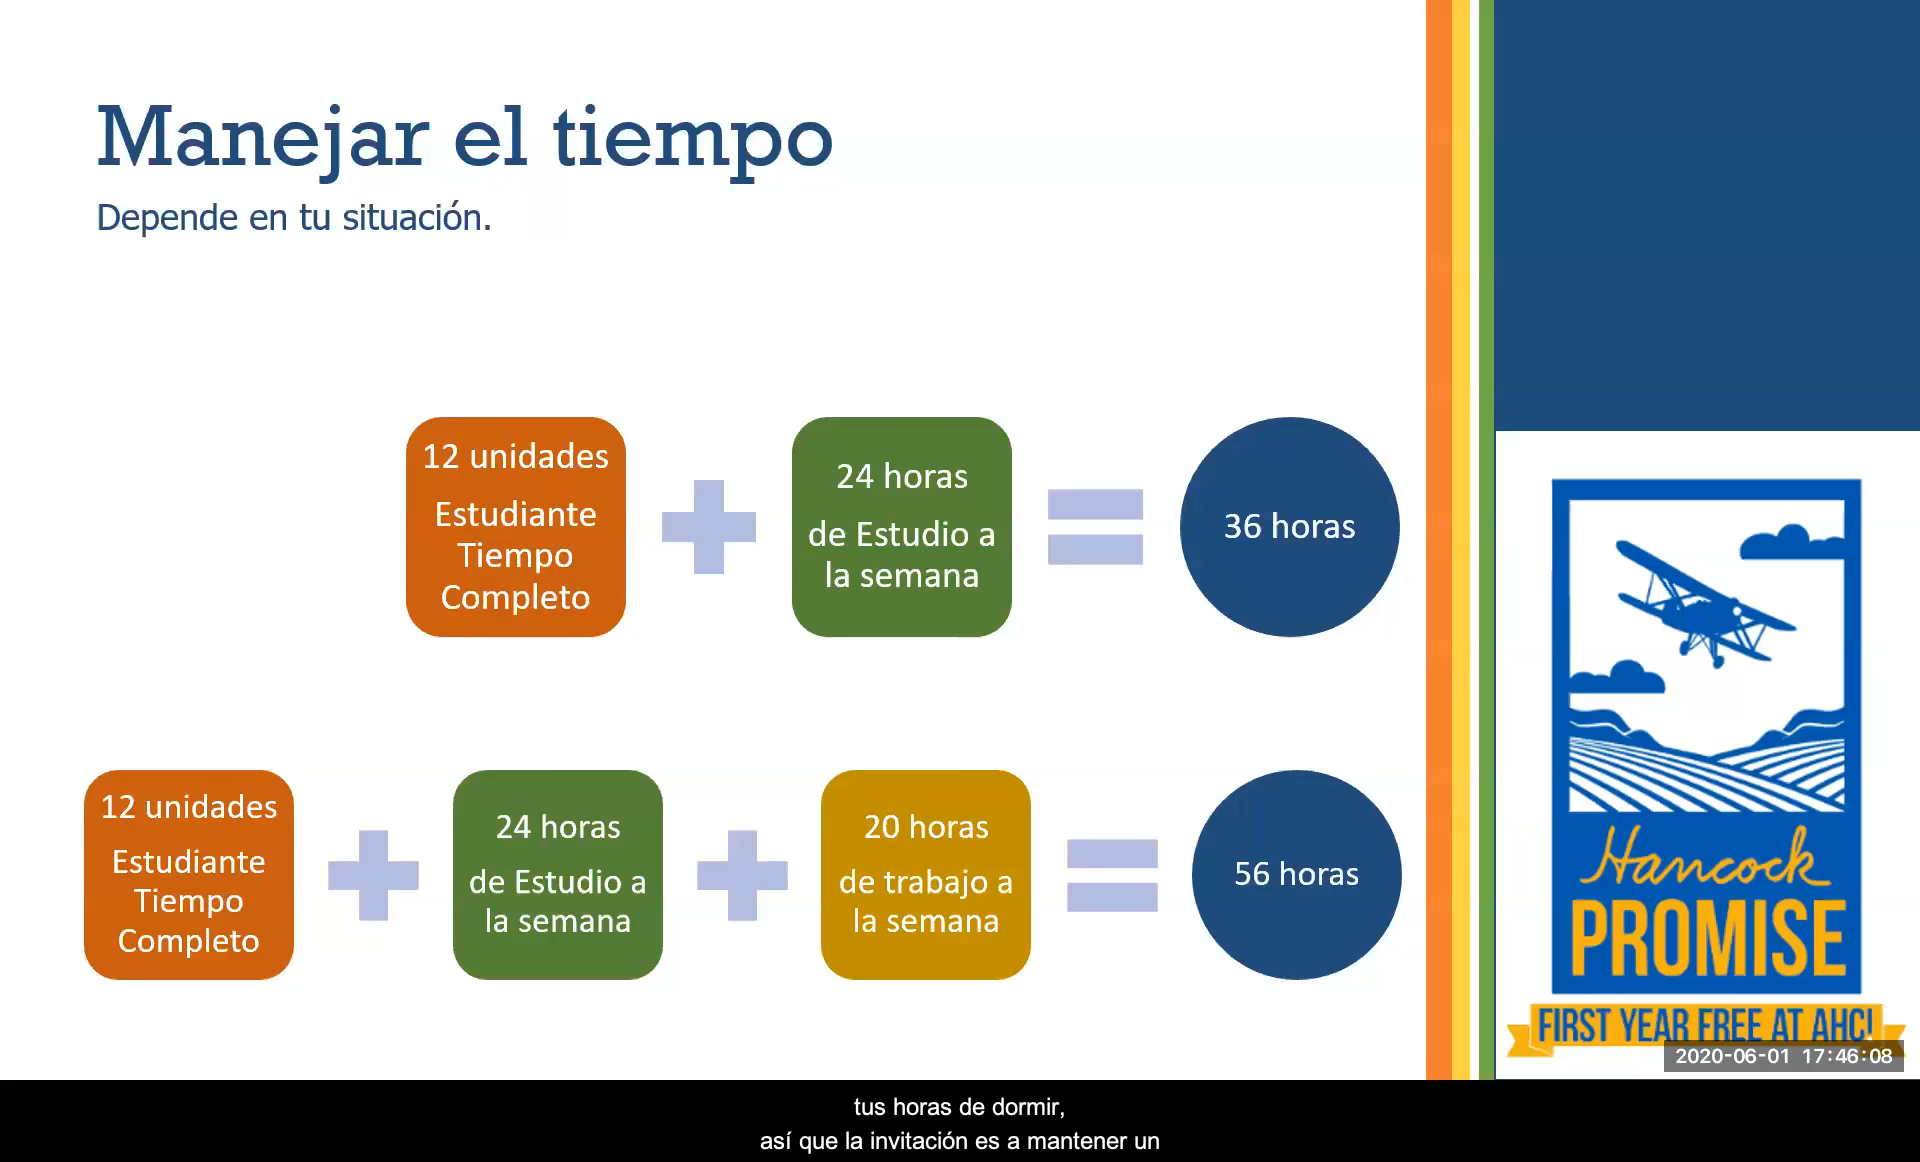 Manejar el tiempo
Depende en tu situación.
12 unidades
Estudiante
Tiempo
Completo
24 horas
de Estudio a
la semana
36 horas
12 unidades
Estudiante
Tiempo
Completo
24 horas
de Estudio a
la semana
20 horas
de trabajo a
la semana
56 horas
Hancock
PROMISE
FIRST YEAR FREE AT AHC!
2020-06-01 17:46:08
tus horas de dormir,
así que la invitación es a mantener un